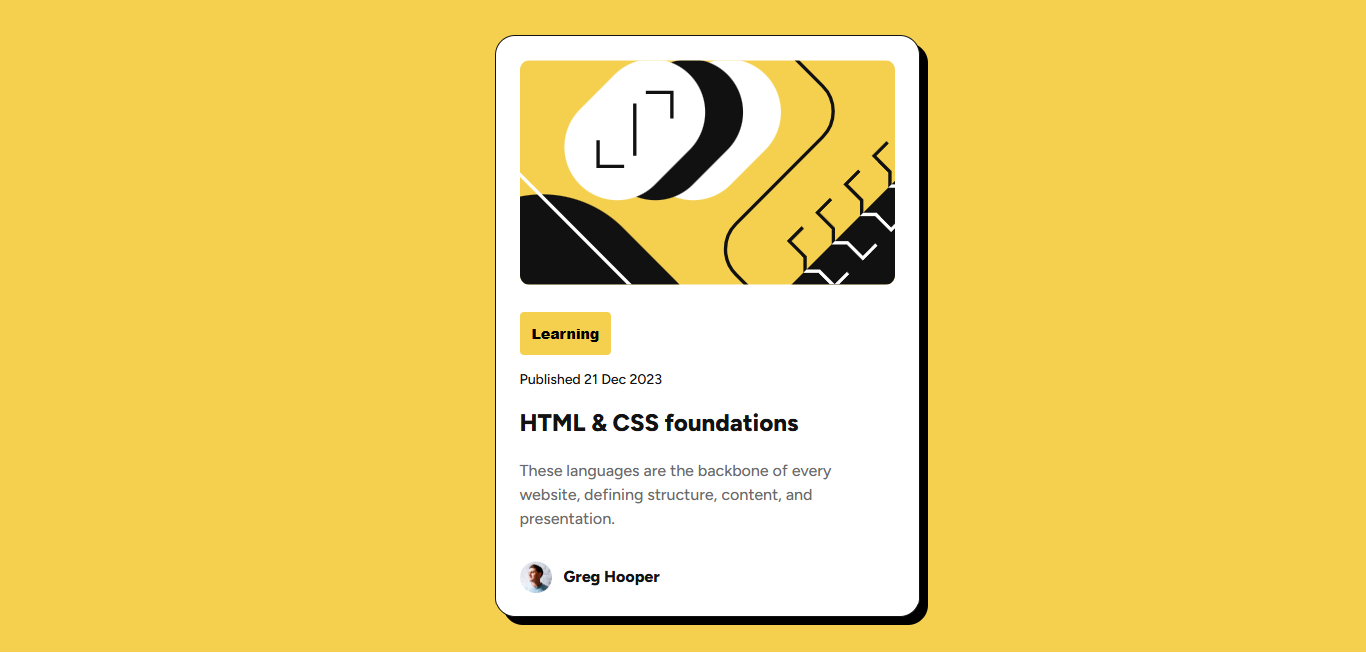 Learning
Published 21 Dec 2023
HTML & CSS foundations
These languages are the backbone of every
website, defining structure, content, and
presentation.
Greg Hooper